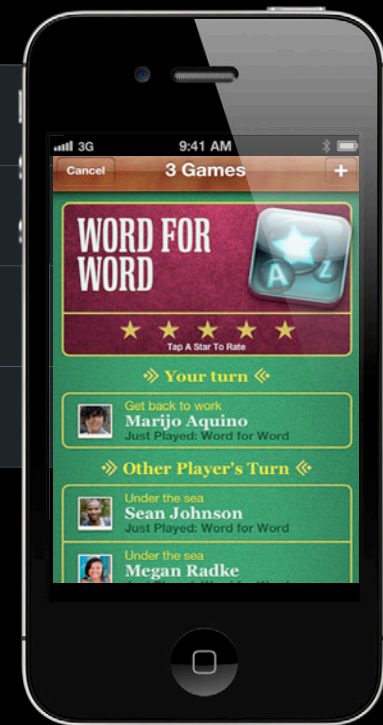 3G 9:41 AM
Cancel 3 Games +
WORD FOR
WORD
A Z
Tap A Star To Rate
Your turn
Get back to work
Marijo Aquino
Just Played: Word for Word
Other Player's Turn
Under the sea
Sean Johnson
Just Played: Word for Word
Under the sea
Megan Radke